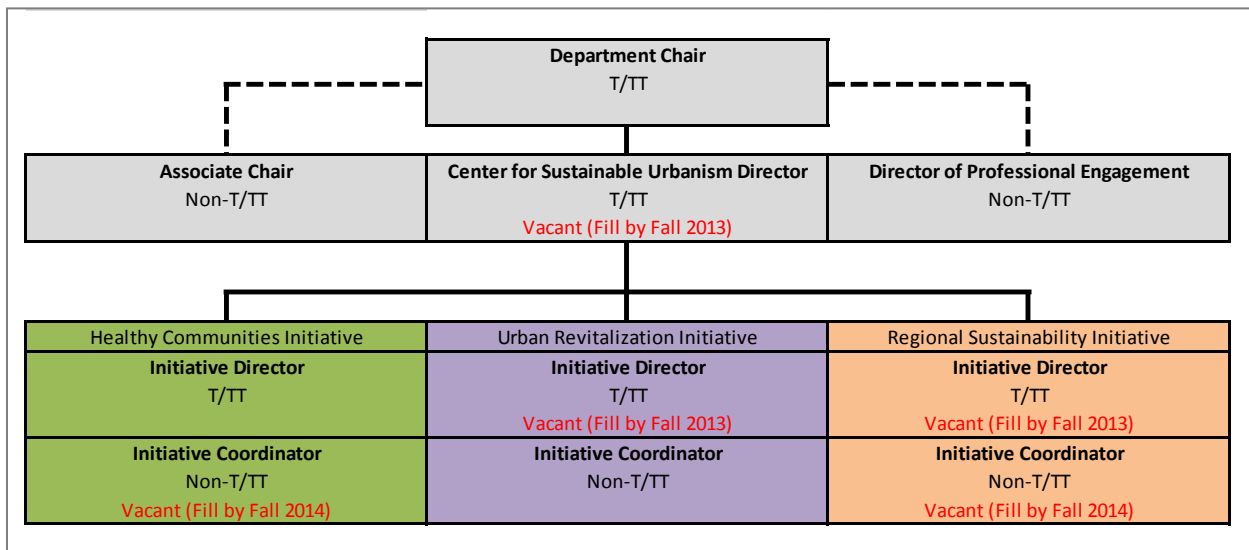 Department Chair
T/TT
Associate Chair
Non-T/TT
Center for Sustainable Urbanism Director
T/TT
Vacant (Fill by Fall 2013)
Director of Professional Engagement
Non-T/TT
Healthy Communities Initiative
Initiative Director
T/TT
Initiative Coordinator
Non-T/TT
Vacant (Fill by Fall 2014)
Urban Revitalization Initiative
Initiative Director
T/TT
Vacant (Fill by Fall 2013)
Initiative Coordinator
Non-T/TT
Regional Sustainability Initiative
Initiative Director
T/TT
Vacant (Fill by Fall 2013)
Initiative Coordinator
Non-T/TT
Vacant (Fill by Fall 2014)